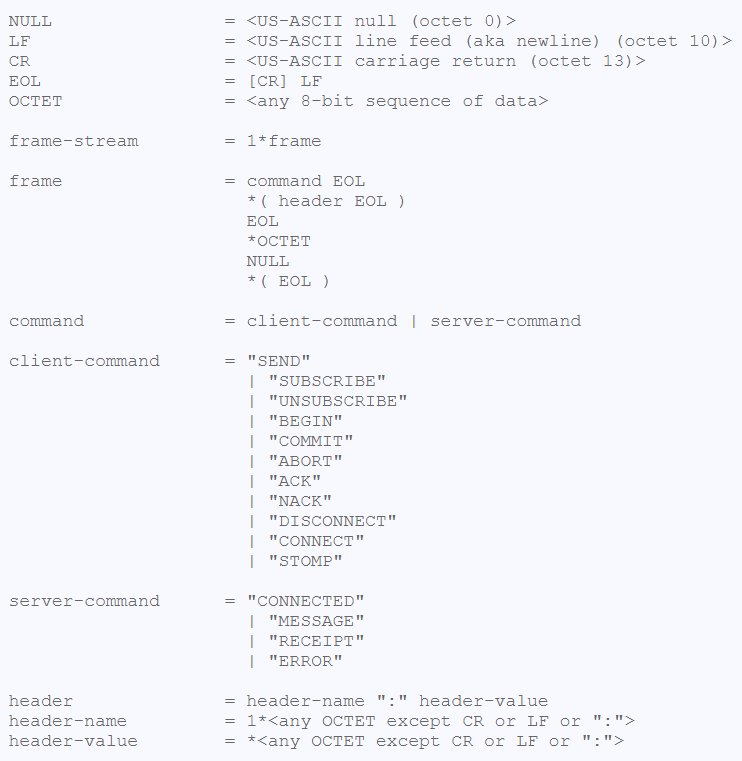 NULL = <US-ASCII null (octet 0)>
LF = <US-ASCII line feed (aka newline) (octet 10)>
CR = <US-ASCII carriage return (octet 13)>
EOL = [CR] LF
OCTET = <any 8-bit sequence of data>
frame-stream = 1*frame
frame = command EOL
*( header EOL )
EOL
*OCTET
NULL
*( EOL )
command = client-command | server-command
client-command = "SEND"
| "SUBSCRIBE"
| "UNSUBSCRIBE"
| "BEGIN"
| "COMMIT"
| "ABORT"
| "ACK"
| "NACK"
| "DISCONNECT"
| "CONNECT"
| "STOMP"
server-command = "CONNECTED"
| "MESSAGE"
| "RECEIPT"
| "ERROR"
header = header-name ":" header-value
header-name = 1*<any OCTET except CR or LF or ":">
header-value = *<any OCTET except CR or LF or ":">